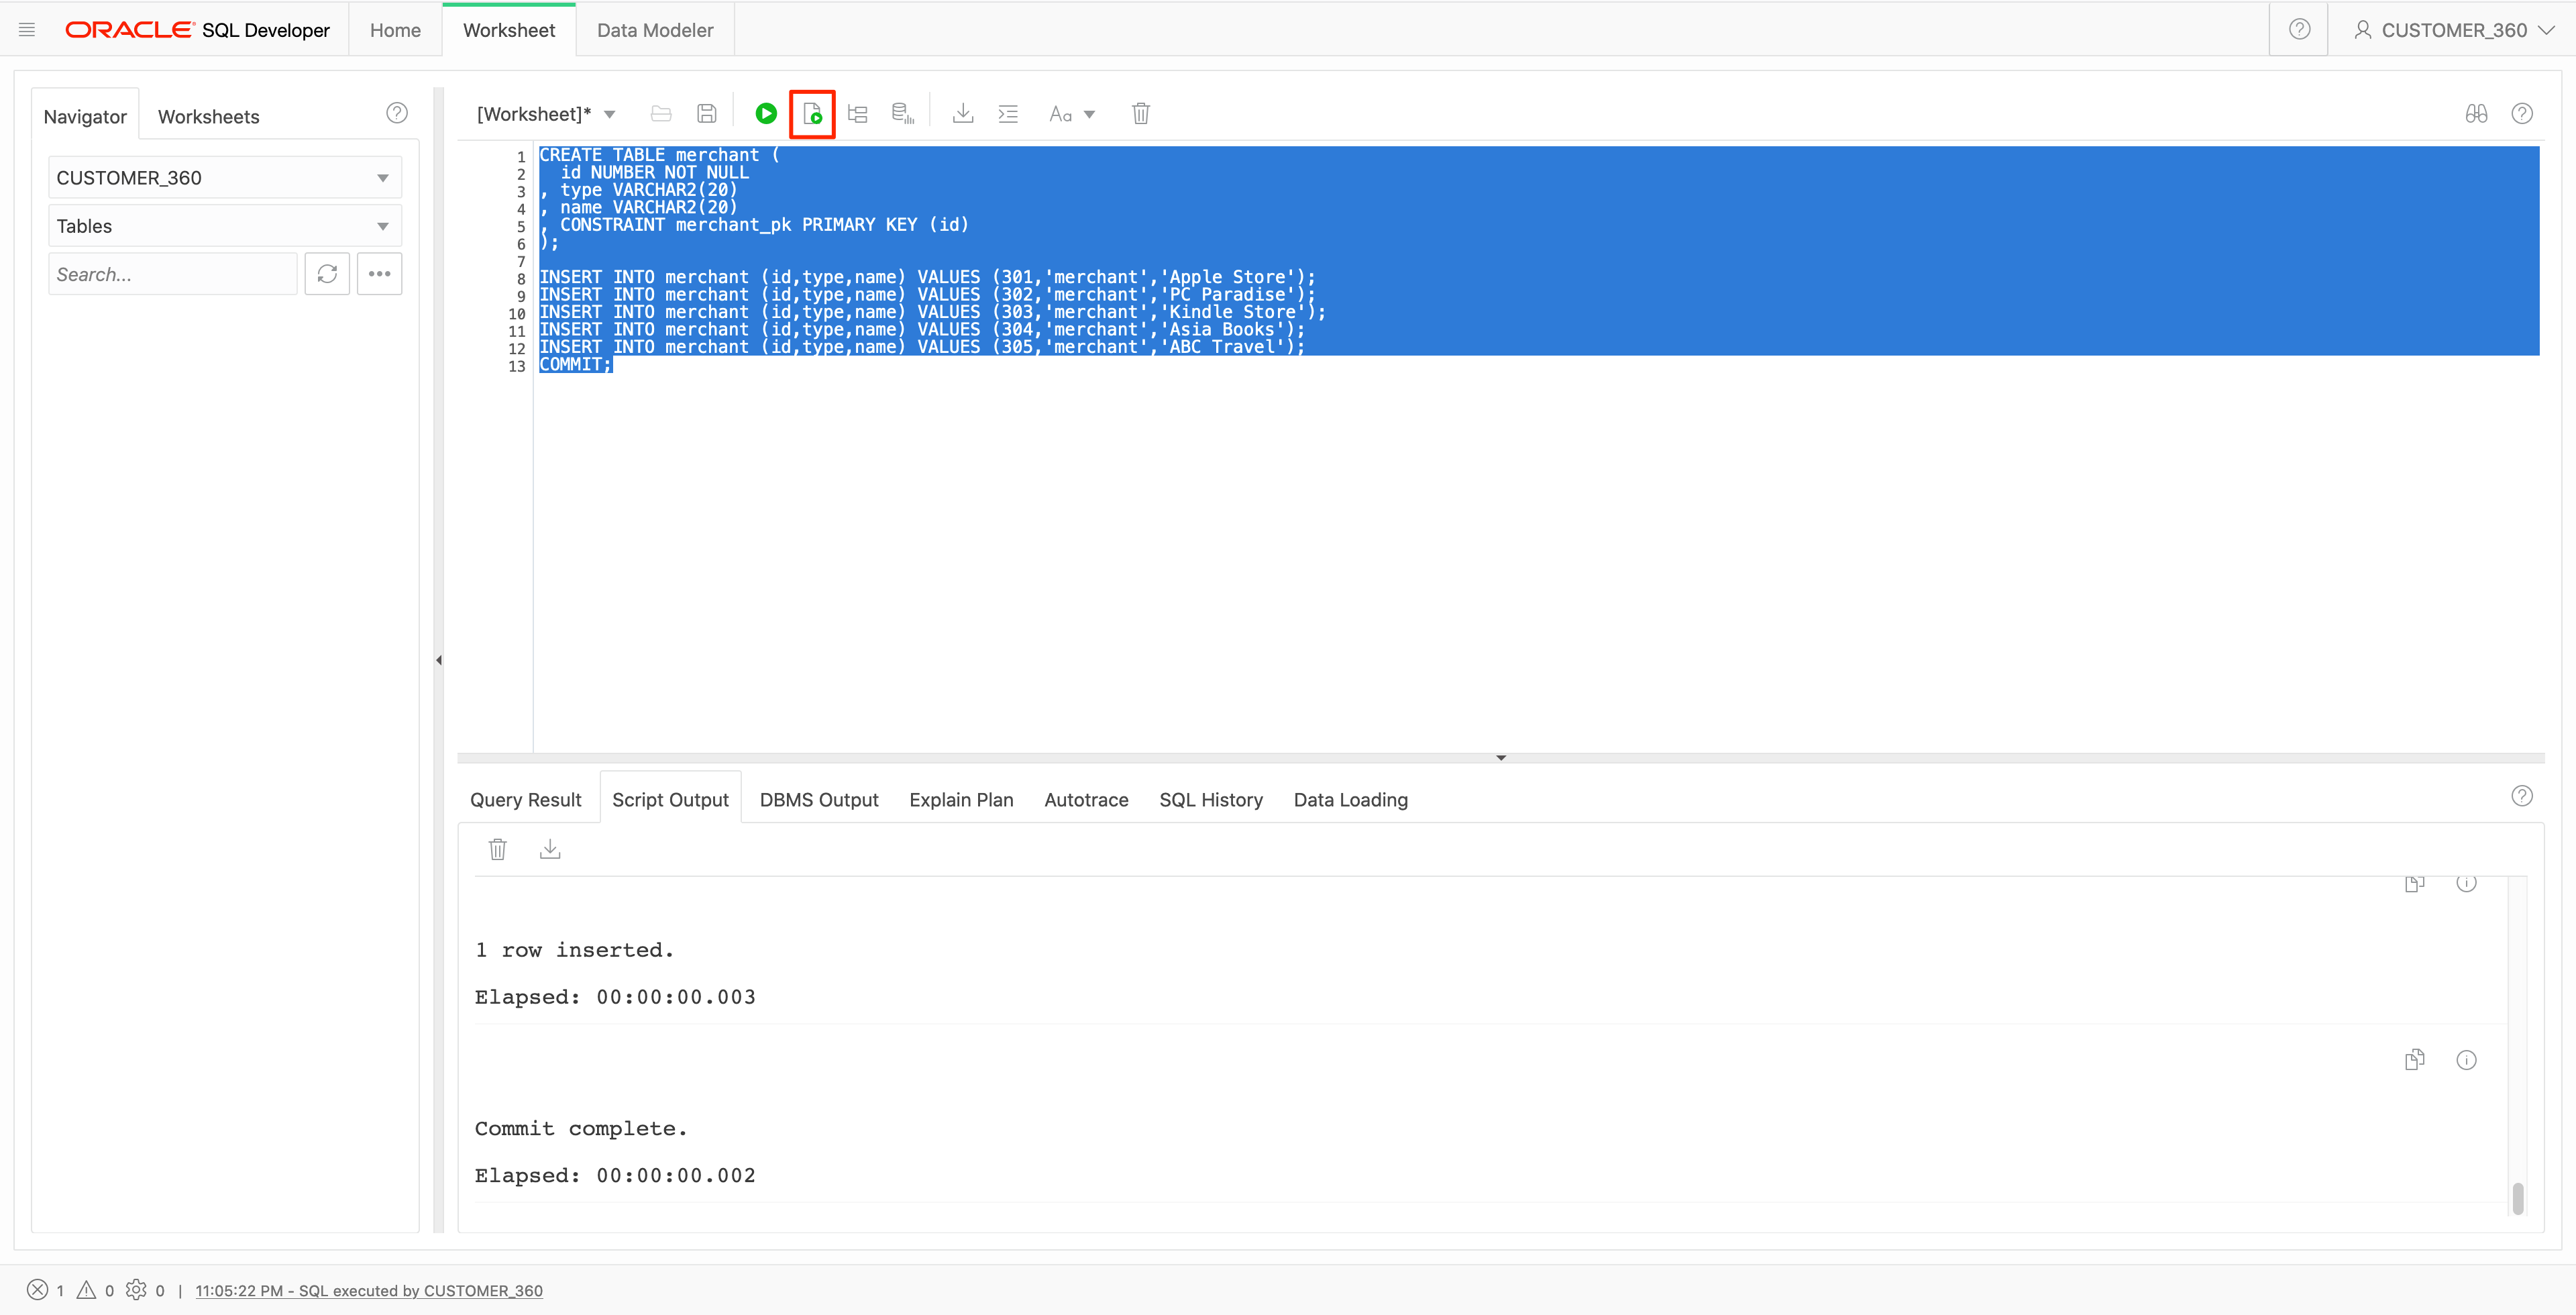 ORACLE SQL Developer
Home
Worksheet
Data Modeler
CUSTOMER_360
Navigator
Worksheets
CUSTOMER_360
Tables
Search...
[Worksheet]*
Aa
1 CREATE TABLE merchant (
2   id NUMBER NOT NULL
3 , type VARCHAR2(20)
4 , name VARCHAR2(20)
5 , CONSTRAINT merchant_pk PRIMARY KEY (id)
6 );
7
8 INSERT INTO merchant (id,type,name) VALUES (301,'merchant','Apple Store');
9 INSERT INTO merchant (id,type,name) VALUES (302,'merchant','PC Paradise');
10 INSERT INTO merchant (id,type,name) VALUES (303,'merchant','Kindle Store');
11 INSERT INTO merchant (id,type,name) VALUES (304,'merchant','Asia Books');
12 INSERT INTO merchant (id,type,name) VALUES (305,'merchant','ABC Travel');
13 COMMIT;
Query Result
Script Output
DBMS Output
Explain Plan
Autotrace
SQL History
Data Loading
1 row inserted.
Elapsed: 00:00:00.003
Commit complete.
Elapsed: 00:00:00.002
1 0 0 | 11:05:22 PM - SQL executed by CUSTOMER_360